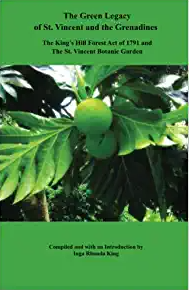 The Green Legacy
of St. Vincent and the Grenadines
The King's Hill Forest Act of 1791 and
The St. Vincent Botanic Garden
Compiled and with an Introduction by
Inga Rhonda King